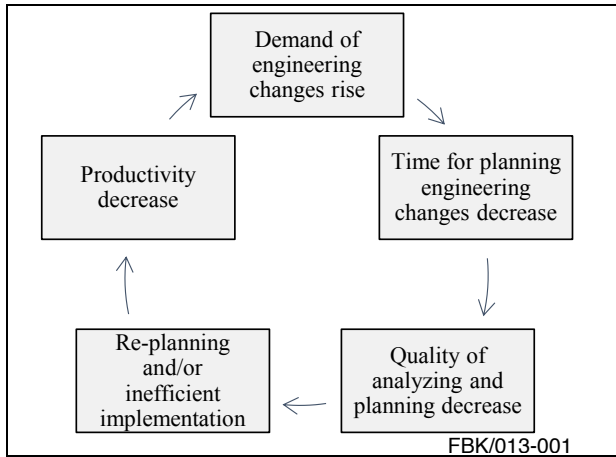 Demand of
engineering
changes rise
Time for planning
engineering
changes decrease
Quality of
analyzing and
planning decrease
Re-planning
and/or
inefficient
implementation
Productivity
decrease
FBK/013-001